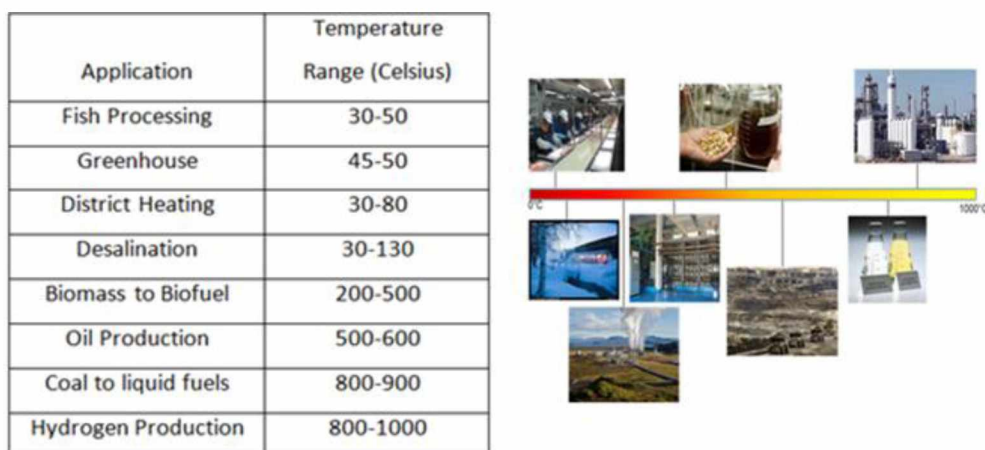 Application
Temperature
Range (Celsius)
Fish Processing 30-50
Greenhouse 45-50
District Heating 30-80
Desalination 30-130
Biomass to Biofuel 200-500
Oil Production 500-600
Coal to liquid fuels 800-900
Hydrogen Production 800-1000
0°C
1000°C